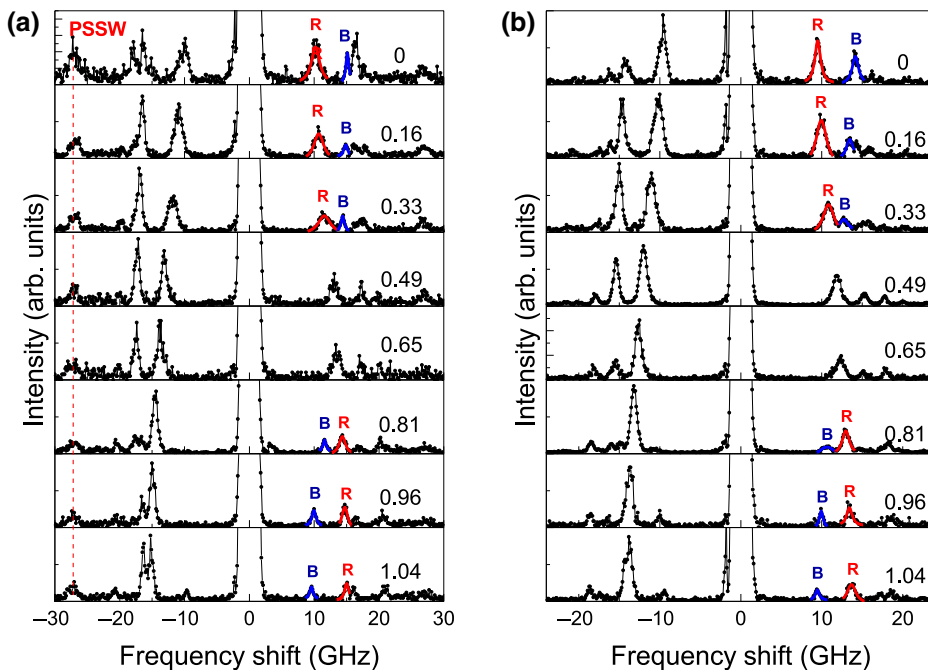 (a)
PSSW
R
B
0
R
B
0.16
R
B
0.33
0.49
0.65
B
R
0.81
B
R
0.96
B
R
1.04
Intensity (arb. units)
–30 –20 –10 0 10 20 30
Frequency shift (GHz)
(b)
R
B
0
R
B
0.16
R
B
0.33
0.49
0.65
B
R
0.81
B
R
0.96
B
R
1.04
Intensity (arb. units)
–20 –10 0 10 20
Frequency shift (GHz)